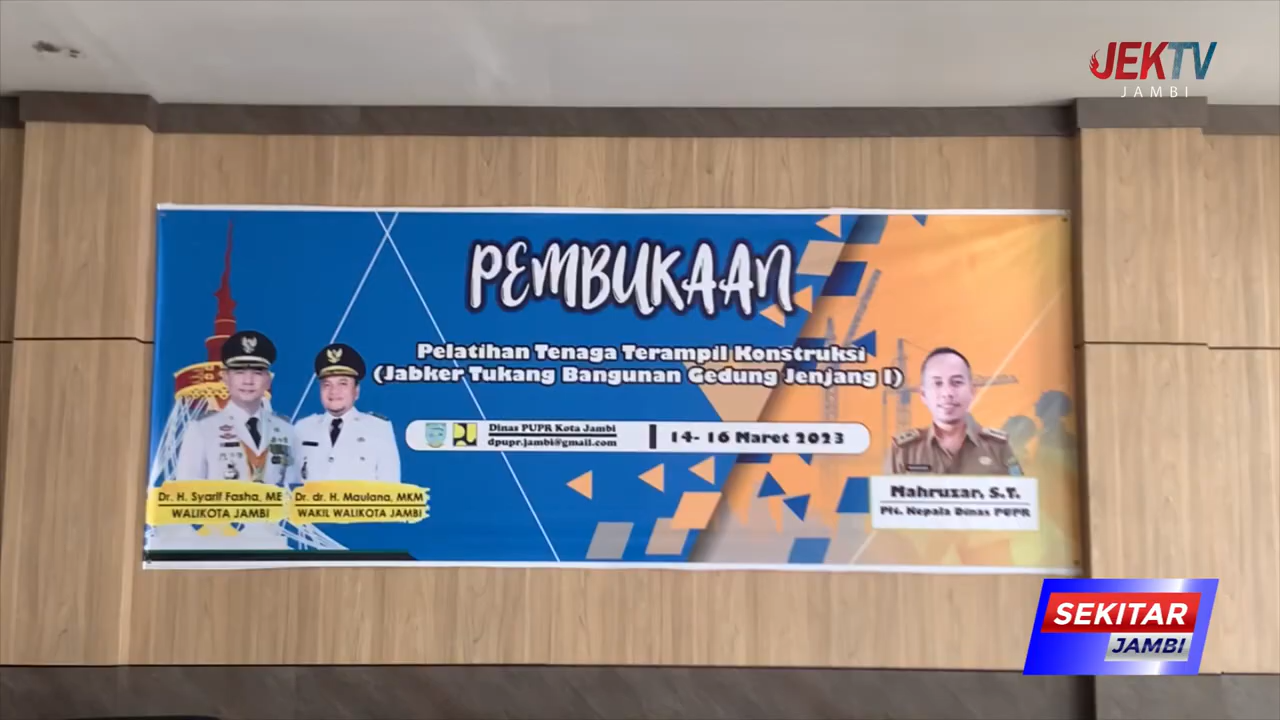 JEKTV
JAMBI
PEMBUKAAN
Pelatihan Tenaga Terampil Konstruksi
(Jabker Tukang Bangunan Gedung Jenjang I)
Dinas PUPR Kota Jambi
dpupr.jambi@gmail.com
14- 16 Maret 2023
Dr. H. Syarif Fasha, ME
WALIKOTA JAMBI
Dr. dr. H. Maulana, MKM
WAKIL WALIKOTA JAMBI
Mahruzar, S.T.
Plt. Kepala Dinas PUPR
SEKITAR
JAMBI